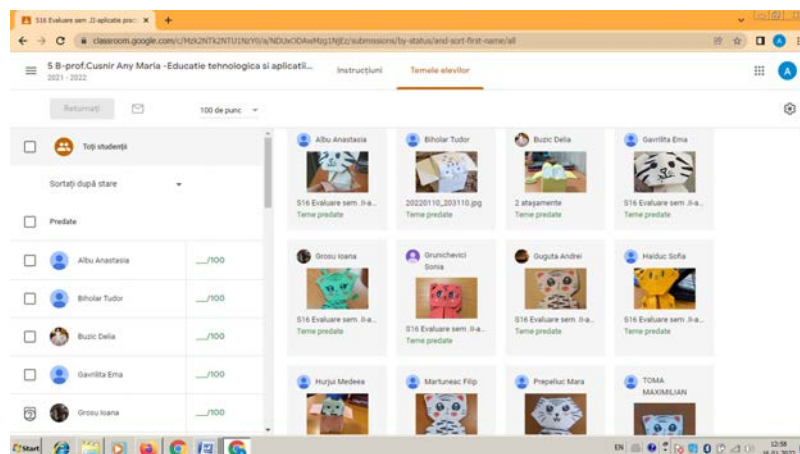 S16 Evaluare sem .II-aplicatie prac
classroom.google.com/c/
5 B-prof.Cusnir Any Maria -Educatie tehnologica si aplicatii...
2021 - 2022
Instrucțiuni
Temele elevilor
A
Returnați
100 de punc
Toți studenții
Sortați după stare
Predate
Albu Anastasia
__/100
Biholar Tudor
__/100
Buzic Delia
__/100
Gavrilita Ema
__/100
Grosu Ioana
__/100
Albu Anastasia
S16 Evaluare sem .II-a...
Teme predate
Biholar Tudor
20220110_203110.jpg
Teme predate
Buzic Delia
2 atașamente
Teme predate
Gavrilita Ema
S16 Evaluare sem .II-a...
Teme predate
Grosu Ioana
S16 Evaluare sem .II-a...
Teme predate
Grunichevici
Sonia
S16 Evaluare sem .II-a...
Teme predate
Guguta Andrei
S16 Evaluare sem .II-a...
Teme predate
Haiduc Sofia
S16 Evaluare sem .II-a...
Teme predate
Hurjui Medeea
Martuneac Filip
Prepeliuc Mara
TOMA
MAXIMILIAN
Start
EN
12:58